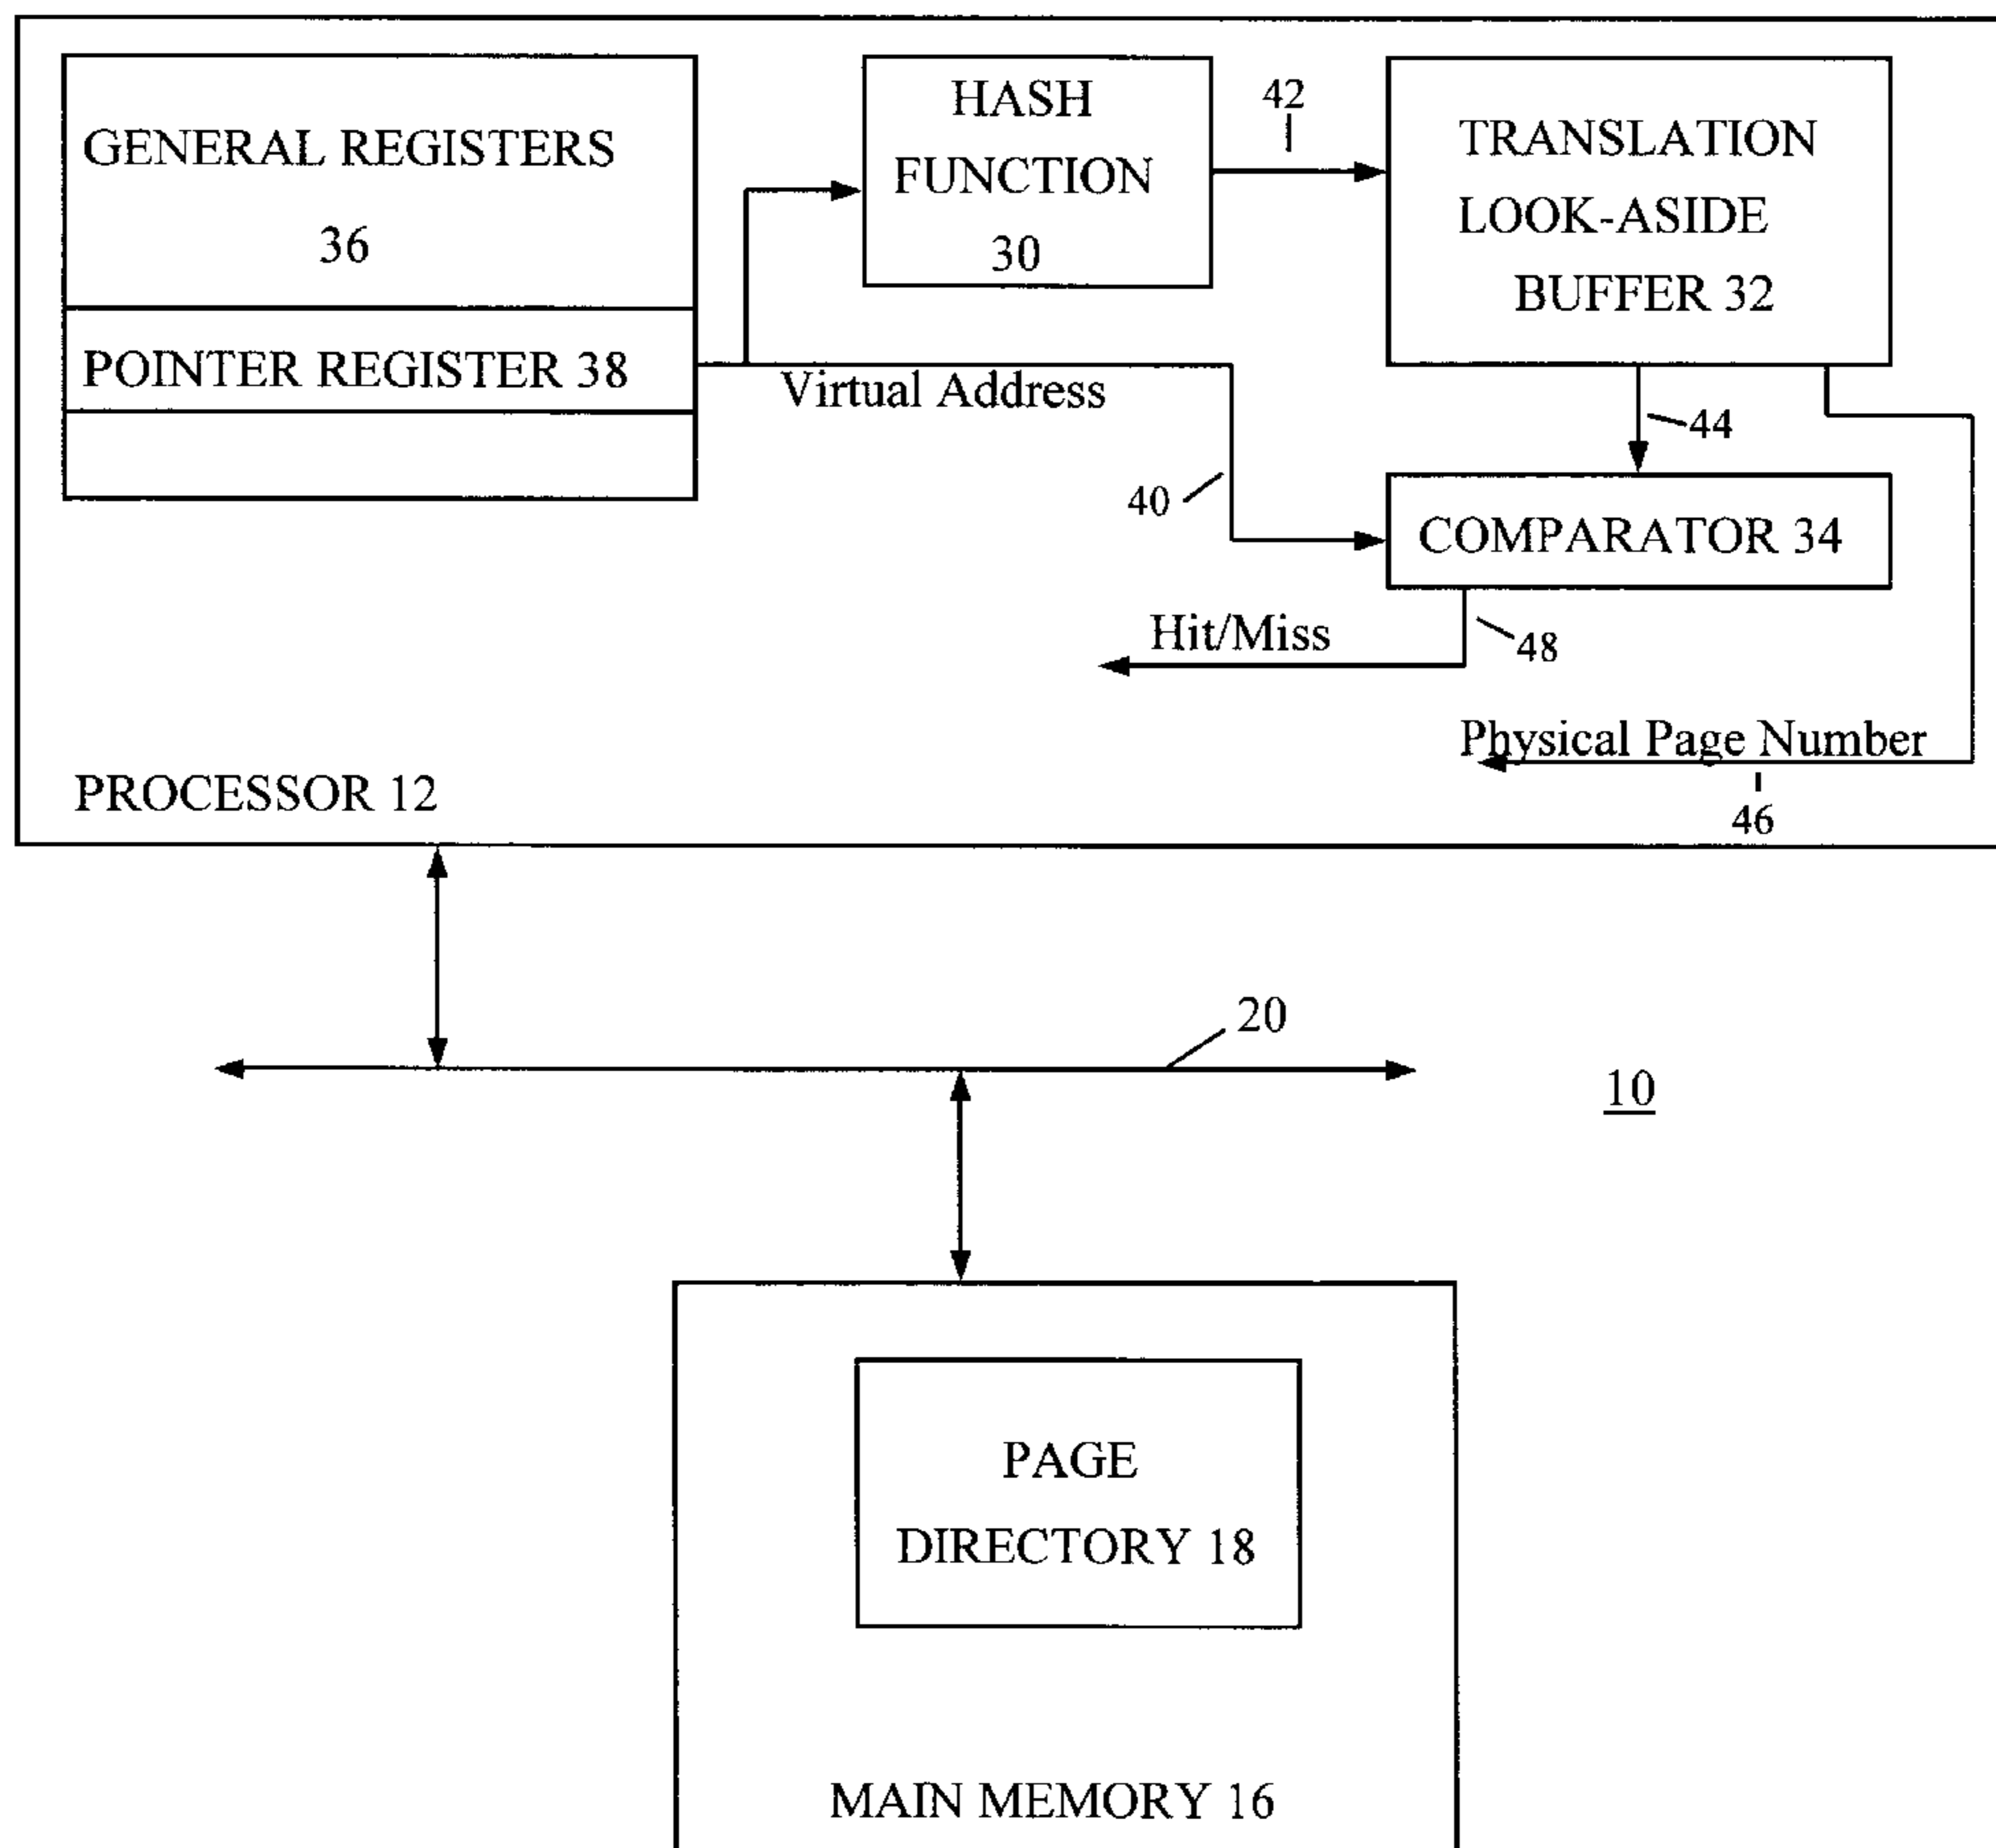 GENERAL REGISTERS
36
POINTER REGISTER 38
HASH
FUNCTION
30
42
TRANSLATION
LOOK-ASIDE
BUFFER 32
Virtual Address
44
40
COMPARATOR 34
Hit/Miss
48
Physical Page Number
46
PROCESSOR 12
20
10
PAGE
DIRECTORY 18
MAIN MEMORY 16